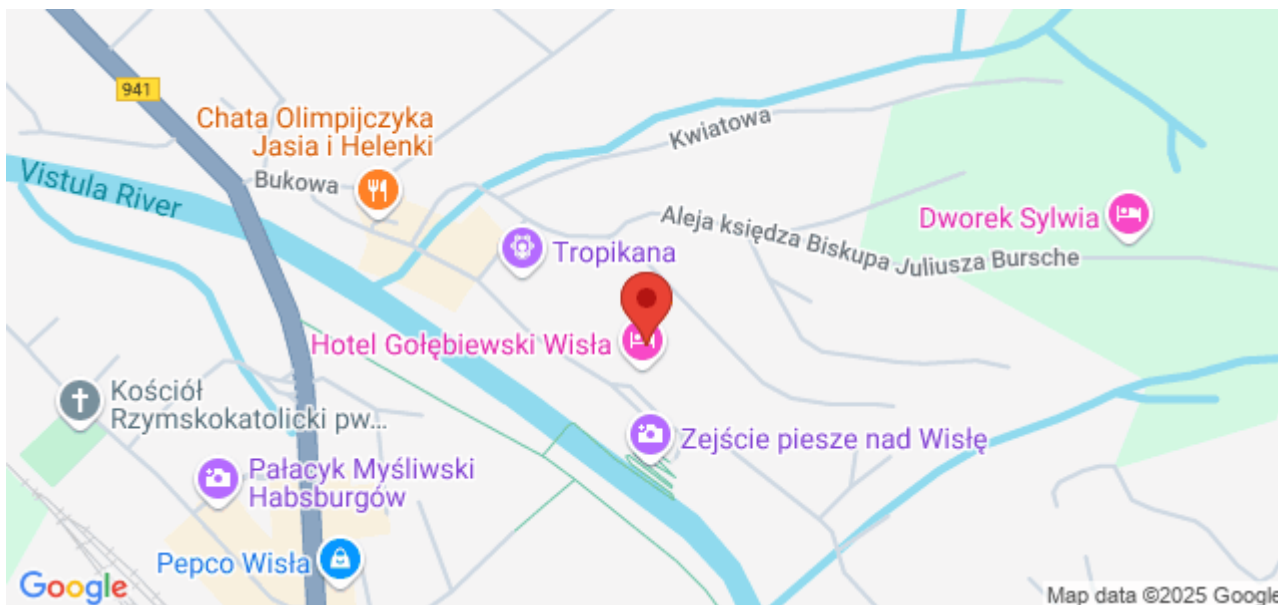 941
Chata Olimpijczyka
Jasia i Helenki
Bukowa
Kwiatowa
Vistula River
Aleja księdza Biskupa Juliusza Bursche
Dworek Sylwia
Tropikana
Hotel Gołębiewski Wisła
Kościół
Rzymskokatolicki pw...
Zejście piesze nad Wisłę
Pałacyk Myśliwski
Habsburgów
Pepco Wisła
Google
Map data ©2025 Google